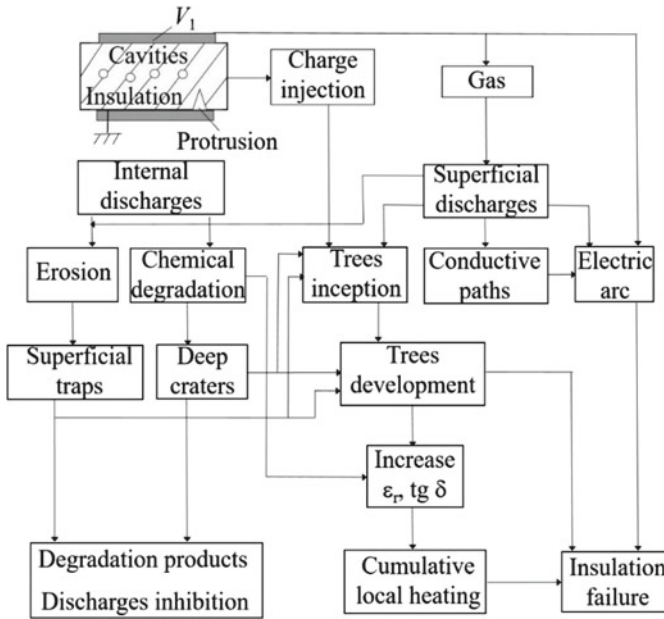 V₁
Cavities
Insulation
Protrusion
Charge
injection
Gas
Internal
discharges
Superficial
discharges
Erosion
Chemical
degradation
Trees
inception
Conductive
paths
Electric
arc
Superficial
traps
Deep
craters
Trees
development
Increase
εr, tg δ
Degradation products
Discharges inhibition
Cumulative
local heating
Insulation
failure